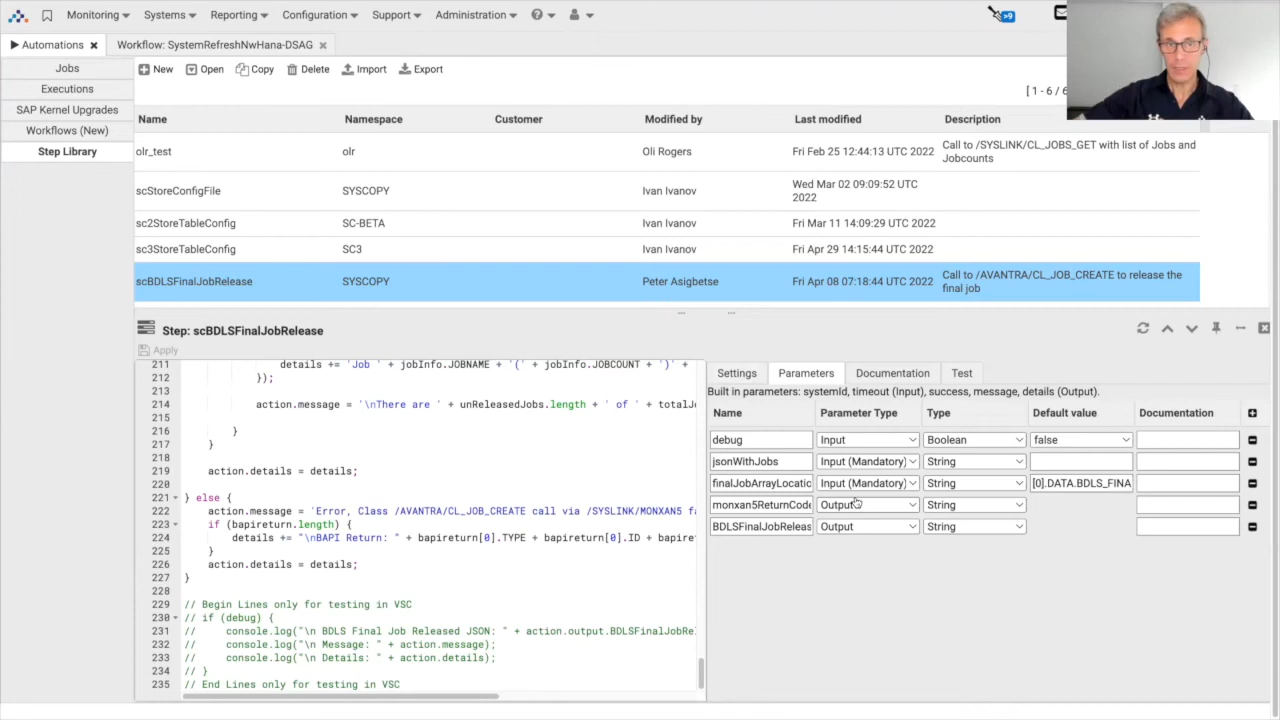 Monitoring Systems Reporting Configuration Support Administration
>9
Automations Workflow: SystemRefreshNwHana-DSAG
Jobs
Executions
SAP Kernel Upgrades
Workflows (New)
Step Library
New Open Copy Delete Import Export
[ 1 - 6 / 6
Name Namespace Customer Modified by Last modified Description
olr_test olr Oli Rogers Fri Feb 25 12:44:13 UTC 2022 Call to /SYSLINK/CL_JOBS_GET with list of Jobs and
Jobcounts
scStoreConfigFile SYSCOPY Ivan Ivanov Wed Mar 02 09:09:52 UTC
2022
sc2StoreTableConfig SC-BETA Ivan Ivanov Fri Mar 11 14:09:29 UTC 2022
sc3StoreTableConfig SC3 Ivan Ivanov Fri Apr 29 14:15:44 UTC 2022
scBDLSFinalJobRelease SYSCOPY Peter Asigbetse Fri Apr 08 07:18:44 UTC 2022 Call to /AVANTRA/CL_JOB_CREATE to release the
final job
Step: scBDLSFinalJobRelease
Apply
211 details += 'Job ' + jobInfo.JOBNAME + '(' + jobInfo.JOBCOUNT + ')' +
212 });
213
214 action.message = '\nThere are ' + unReleasedJobs.length + ' of ' + totalJo
215
216 }
217 }
218
219 action.details = details;
220
221 } else {
222 action.message = 'Error, Class /AVANTRA/CL_JOB_CREATE call via /SYSLINK/MONXAN5 fa
223 if (bapireturn.length) {
224 details += "\nBAPI Return: " + bapireturn[0].TYPE + bapireturn[0].ID + bapire
225 }
226 action.details = details;
227 }
228
229 // Begin Lines only for testing in VSC
230 // if (debug) {
231 // console.log("\n BDLS Final Job Released JSON: " + action.output.BDLSFinalJobRe
232 // console.log("\n Message: " + action.message);
233 // console.log("\n Details: " + action.details);
234 // }
235 // End Lines only for testing in VSC
Settings Parameters Documentation Test
Built in parameters: systemId, timeout (Input), success, message, details (Output).
Name Parameter Type Type Default value Documentation
debug Input Boolean false
jsonWithJobs Input (Mandatory) String
finalJobArrayLocatio Input (Mandatory) String [0].DATA.BDLS_FINA
monxan5ReturnCode Output String
BDLSFinalJobReleas Output String